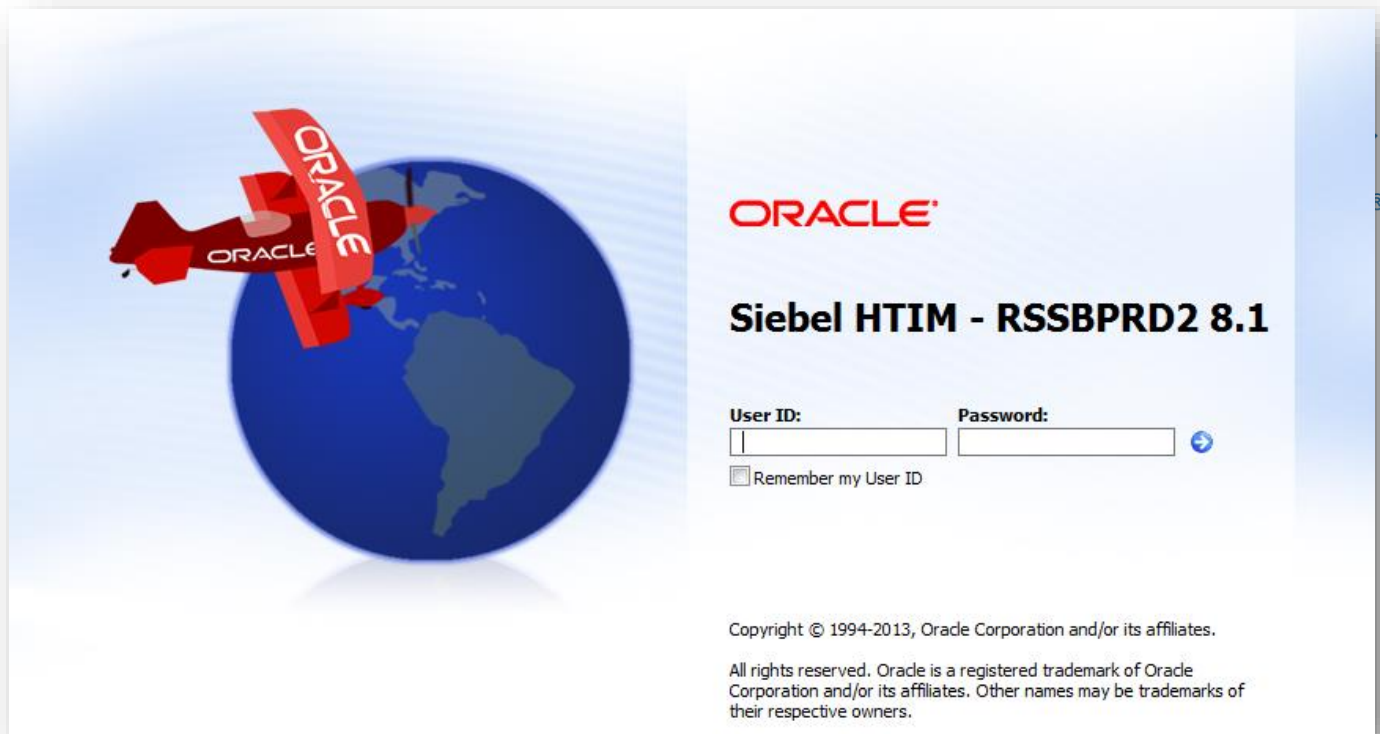 ORACLE
ORACLE
ORACLE
Siebel HTIM - RSSBPRD2 8.1
User ID:
Password:
Remember my User ID
Copyright © 1994-2013, Oracle Corporation and/or its affiliates.
All rights reserved. Oracle is a registered trademark of Oracle
Corporation and/or its affiliates. Other names may be trademarks of
their respective owners.